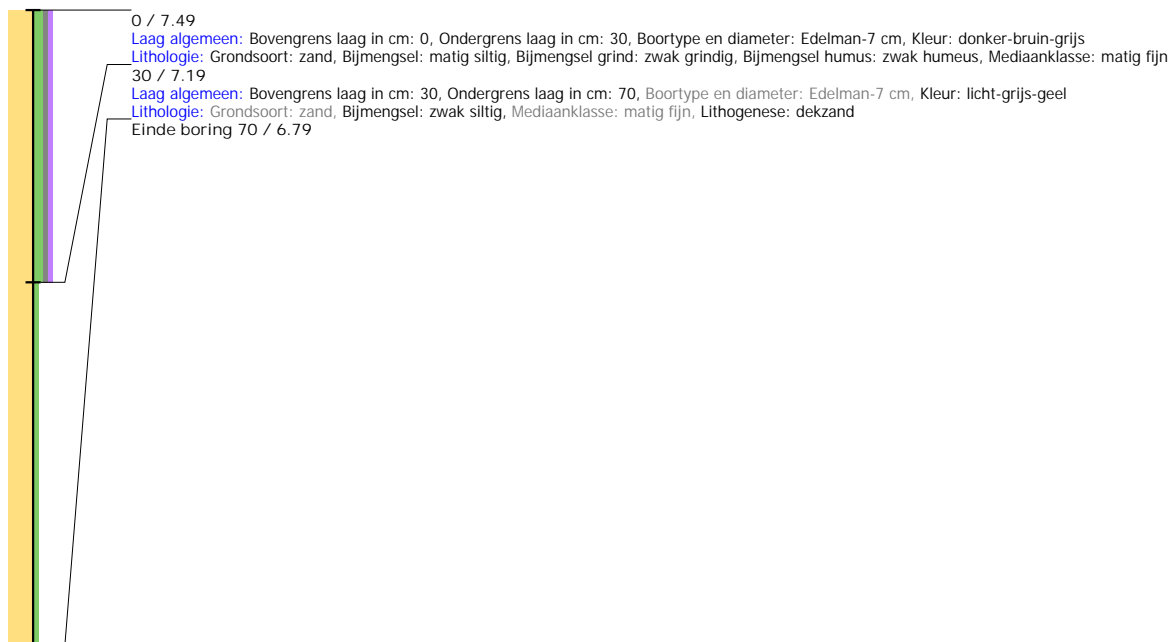 0 / 7.49
Laag algemeen: Bovengrens laag in cm: 0, Ondergrens laag in cm: 30, Boortype en diameter: Edelman-7 cm, Kleur: donker-bruin-grijs
Lithologie: Grondsoort: zand, Bijmengsel: matig siltig, Bijmengsel grind: zwak grindig, Bijmengsel humus: zwak humeus, Mediaanklasse: matig fijn
30 / 7.19
Laag algemeen: Bovengrens laag in cm: 30, Ondergrens laag in cm: 70, Boortype en diameter: Edelman-7 cm, Kleur: licht-grijs-geel
Lithologie: Grondsoort: zand, Bijmengsel: zwak siltig, Mediaanklasse: matig fijn, Lithogenese: dekzand
Einde boring 70 / 6.79